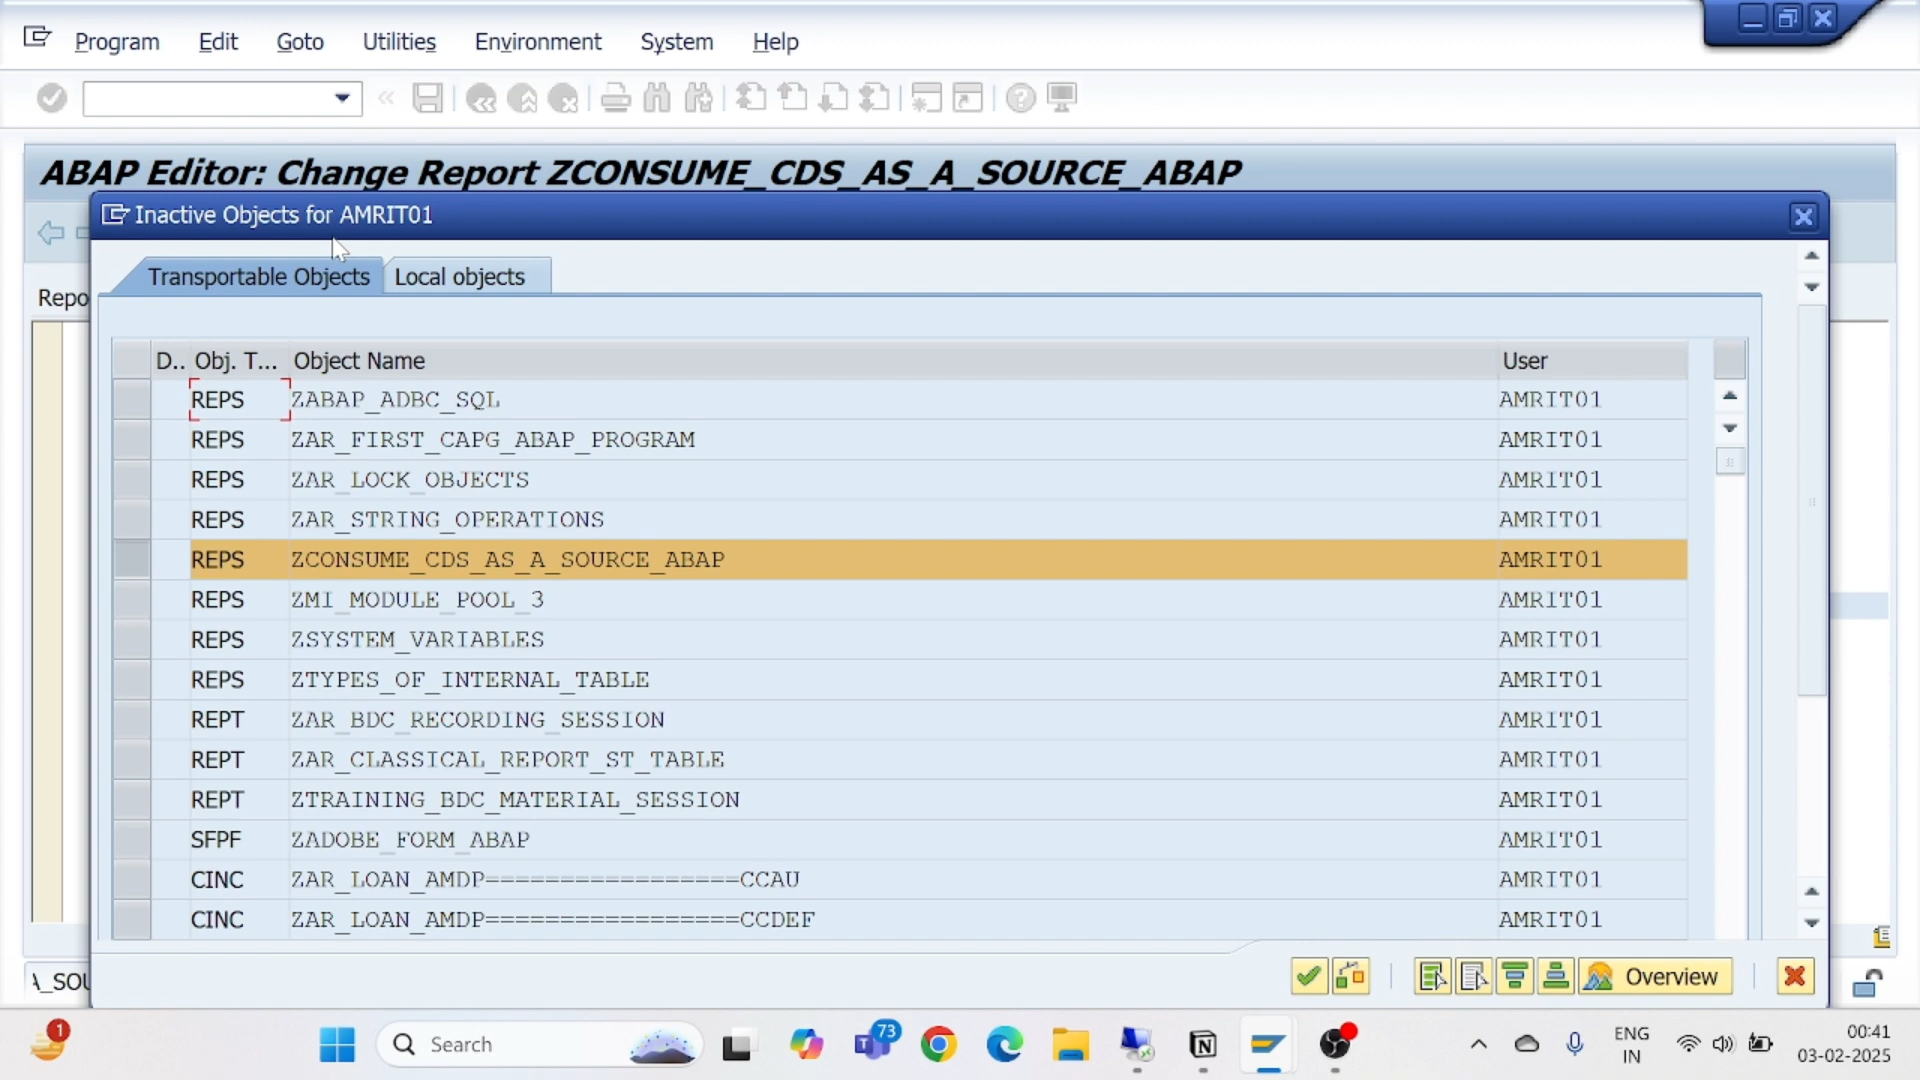 Program Edit Goto Utilities Environment System Help
ABAP Editor: Change Report ZCONSUME_CDS_AS_A_SOURCE_ABAP
Inactive Objects for AMRIT01
Transportable Objects Local objects
Repo
D.. Obj. T... Object Name User
REPS ZABAP_ADBC_SQL AMRIT01
REPS ZAR_FIRST_CAPG_ABAP_PROGRAM AMRIT01
REPS ZAR_LOCK_OBJECTS AMRIT01
REPS ZAR_STRING_OPERATIONS AMRIT01
REPS ZCONSUME_CDS_AS_A_SOURCE_ABAP AMRIT01
REPS ZMI_MODULE_POOL_3 AMRIT01
REPS ZSYSTEM_VARIABLES AMRIT01
REPS ZTYPES_OF_INTERNAL_TABLE AMRIT01
REPT ZAR_BDC_RECORDING_SESSION AMRIT01
REPT ZAR_CLASSICAL_REPORT_ST_TABLE AMRIT01
REPT ZTRAINING_BDC_MATERIAL_SESSION AMRIT01
SFPF ZADOBE_FORM_ABAP AMRIT01
CINC ZAR_LOAN_AMDP=================CCAU AMRIT01
CINC ZAR_LOAN_AMDP=================CCDEF AMRIT01
Overview
A_SOU
1 Search 73 ENG 00:41
IN 03-02-2025